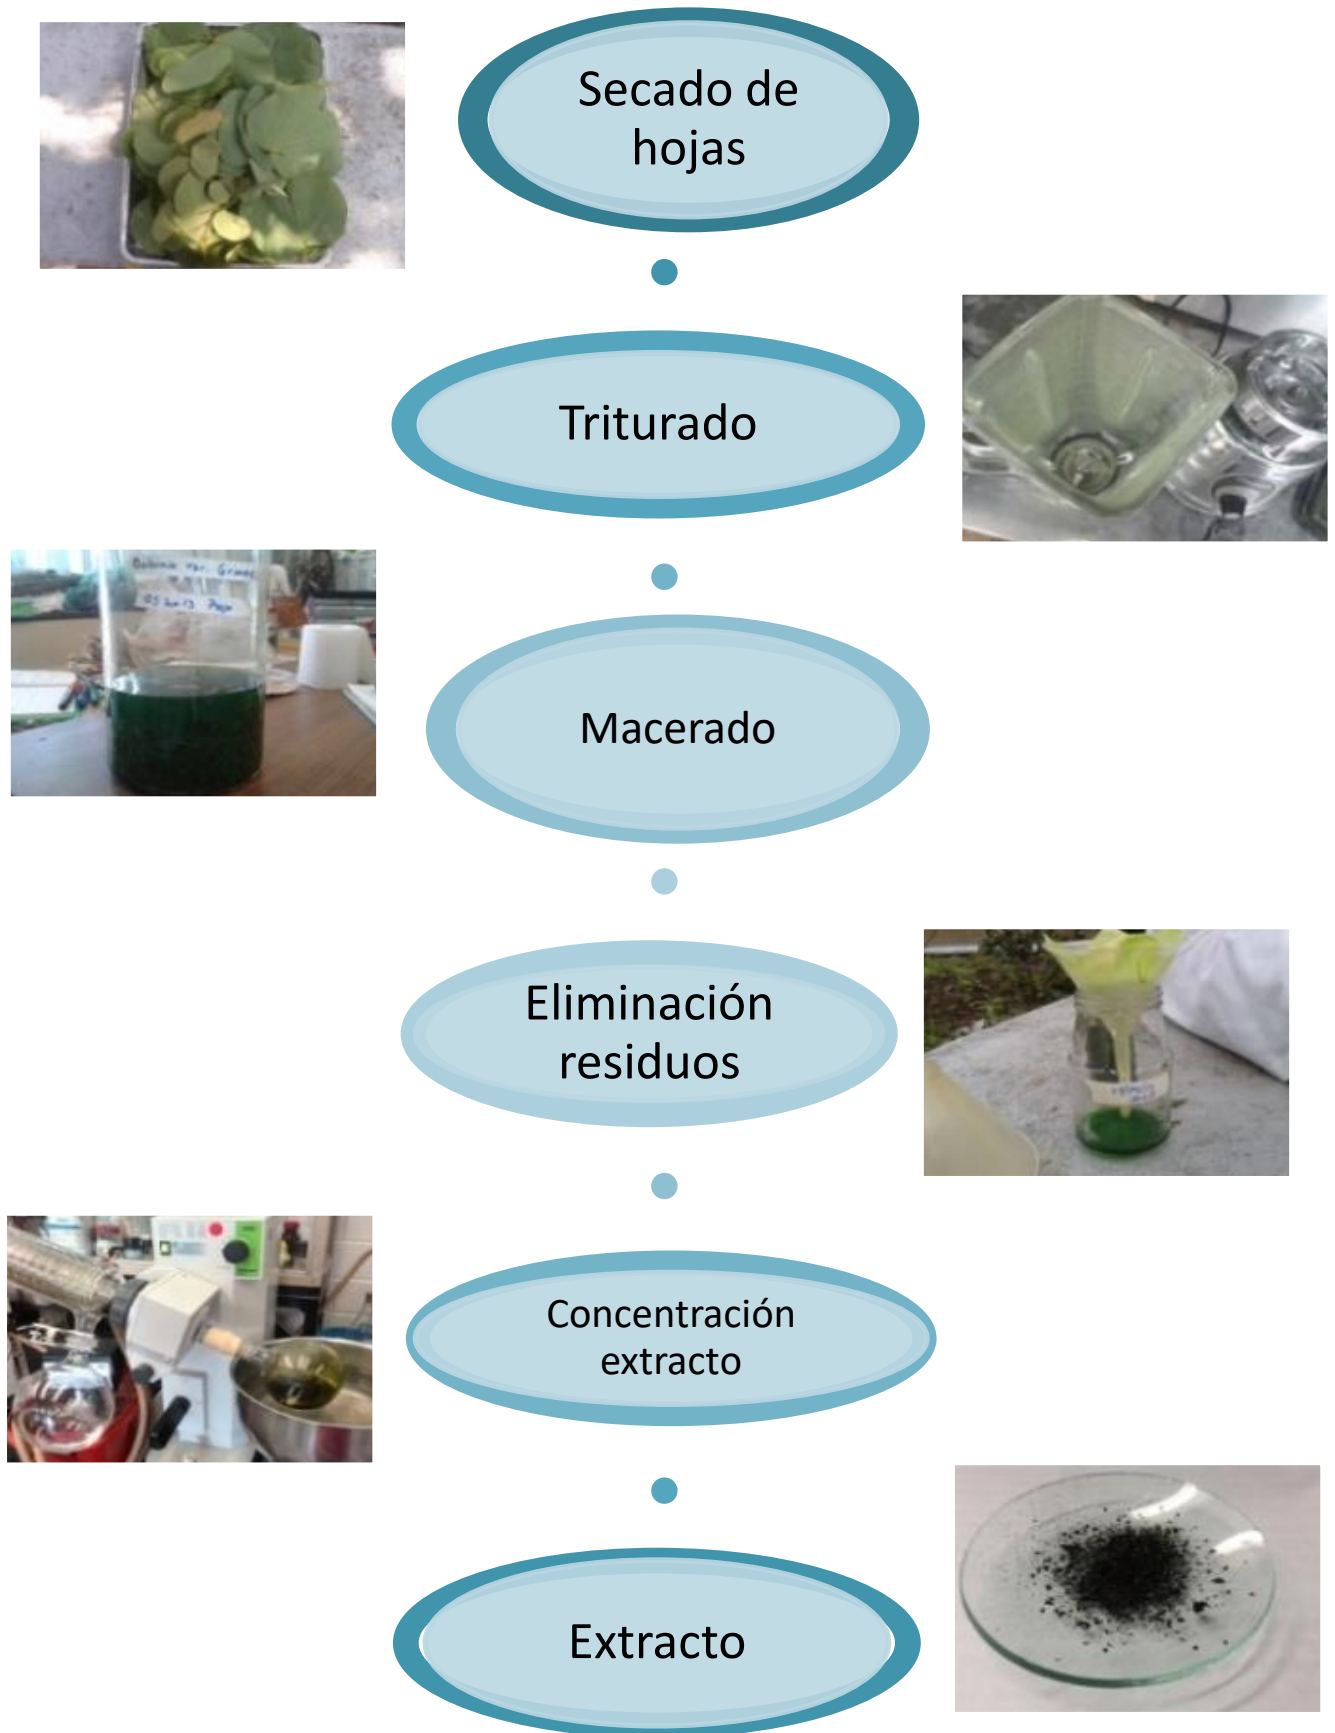 Secado de
hojas
Triturado
Macerado
Eliminación
residuos
Concentración
extracto
Extracto